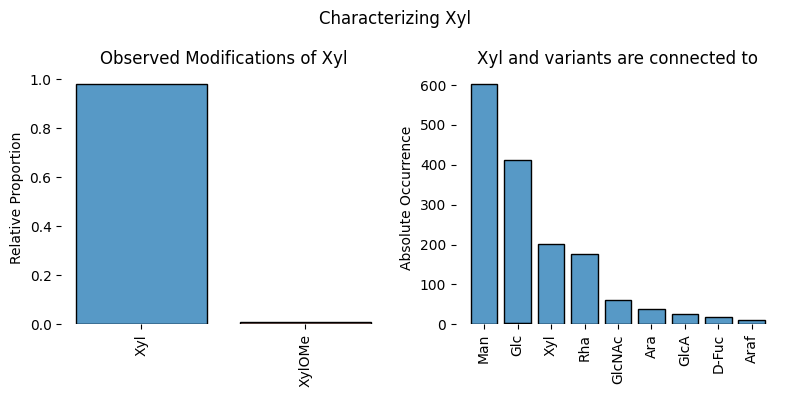 Characterizing Xyl
Observed Modifications of Xyl
Relative Proportion
1.0
0.8
0.6
0.4
0.2
0.0
Xyl
XylOMe
Xyl and variants are connected to
Absolute Occurrence
600
500
400
300
200
100
0
Man
Glc
Xyl
Rha
GlcNAc
Ara
GlcA
D-Fuc
Araf